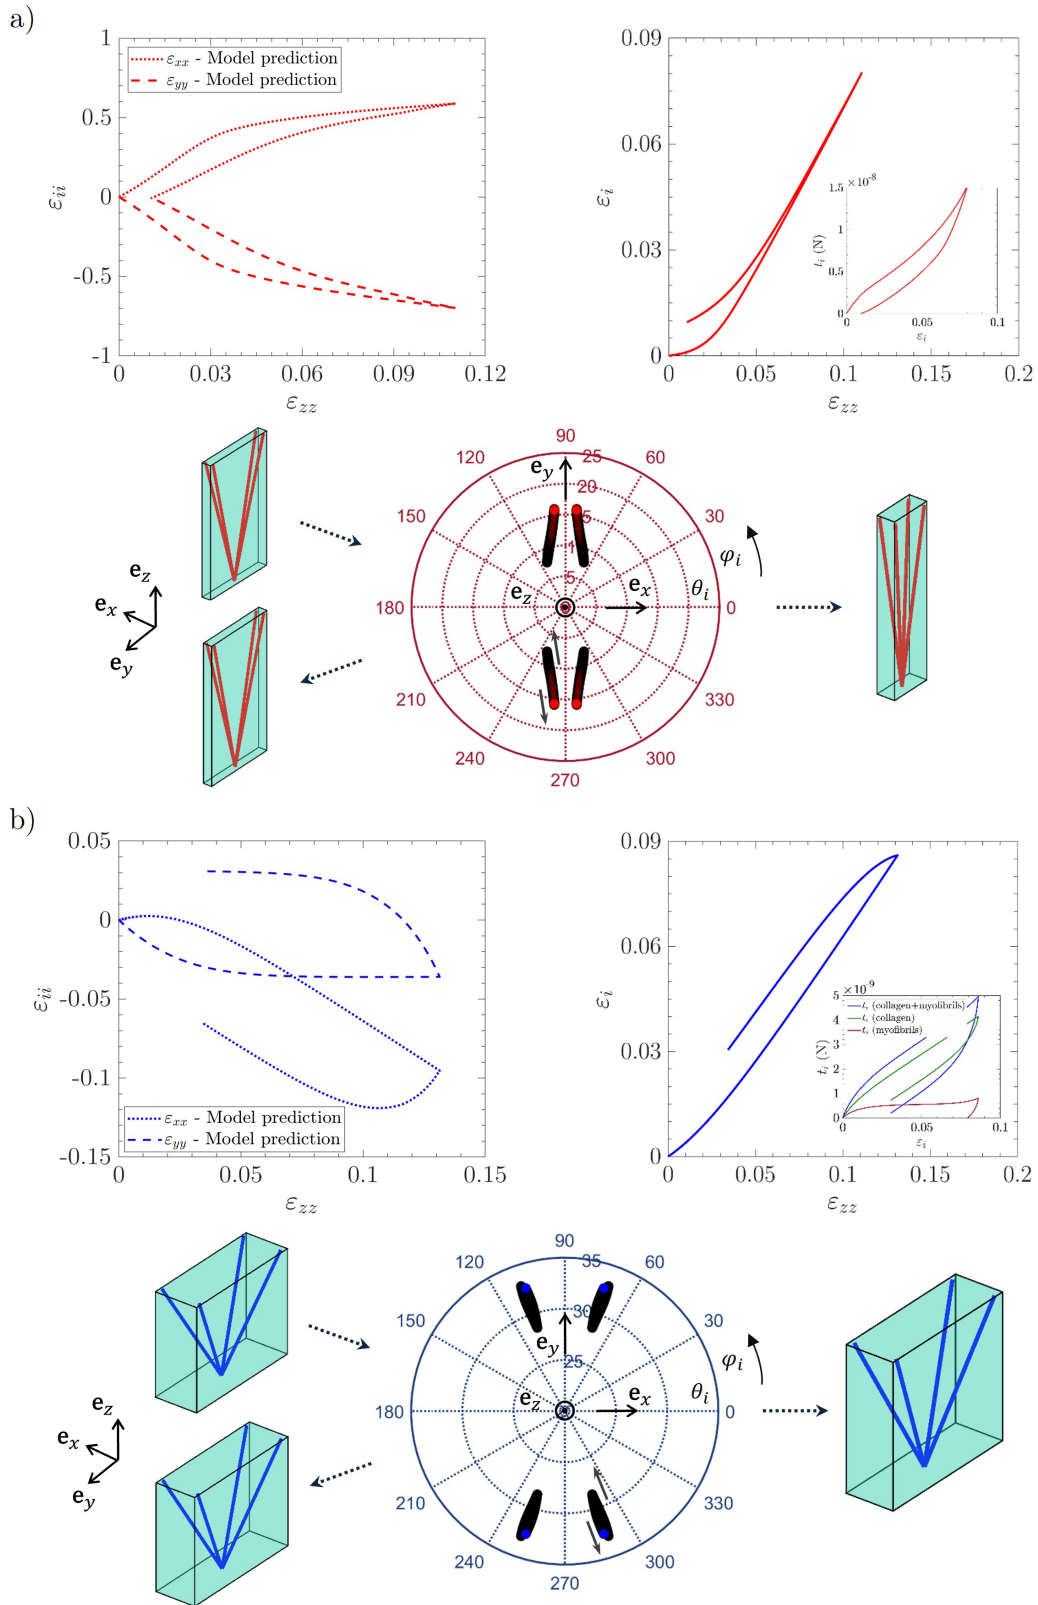 a)
1
0.5
0
-0.5
-1
ε_ii
ε_xx - Model prediction
ε_yy - Model prediction
0 0.03 0.06 0.09 0.12
ε_zz
0.09
0.06
0.03
0
ε_i
0 0.05 0.1 0.15 0.2
ε_zz
1.5 ×10^-8
1
0.5
0
t_i (N)
0 0.05 0.1
ε_i
e_z
e_x
e_y
90
120 60
150 30
180 0
210 330
240 300
270
25
20
15
1
5
e_y
e_z
e_x
θ_i
φ_i
b)
0.05
0
-0.05
-0.1
-0.15
ε_ii
ε_xx - Model prediction
ε_yy - Model prediction
0 0.05 0.1 0.15
ε_zz
0.09
0.06
0.03
0
ε_i
0 0.05 0.1 0.15 0.2
ε_zz
×10^-9
5
4
3
2
1
0
t_i (N)
t_i (collagen+myofibrils)
t_i (collagen)
t_i (myofibrils)
0 0.05 0.1
ε_i
e_z
e_x
e_y
90
120 60
150 30
180 0
210 330
240 300
270
35
30
25
e_y
e_z
e_x
θ_i
φ_i